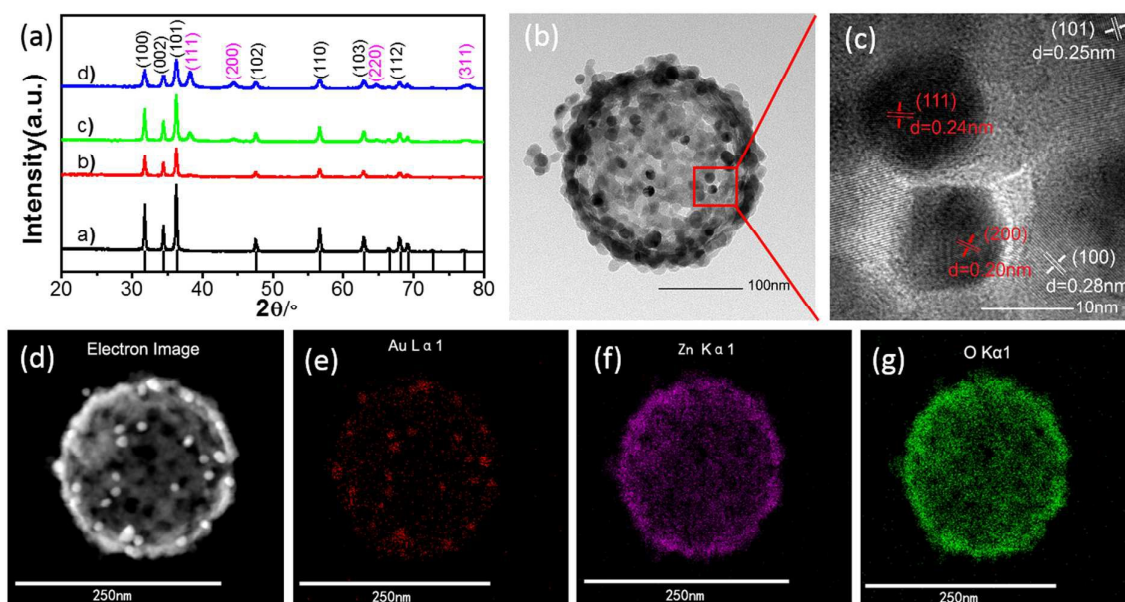 (a)
Intensity(a.u.)
(100)
(002)
(101)
(111)
(200)
(102)
(110)
(103)
(220)
(112)
(311)
d)
c)
b)
a)
20 30 40 50 60 70 80
2θ/°
(b)
100nm
(c)
(101)
d=0.25nm
(111)
d=0.24nm
(200)
d=0.20nm
(100)
d=0.28nm
10nm
(d)
Electron Image
250nm
(e)
Au L α 1
250nm
(f)
Zn K α 1
250nm
(g)
O Kα1
250nm